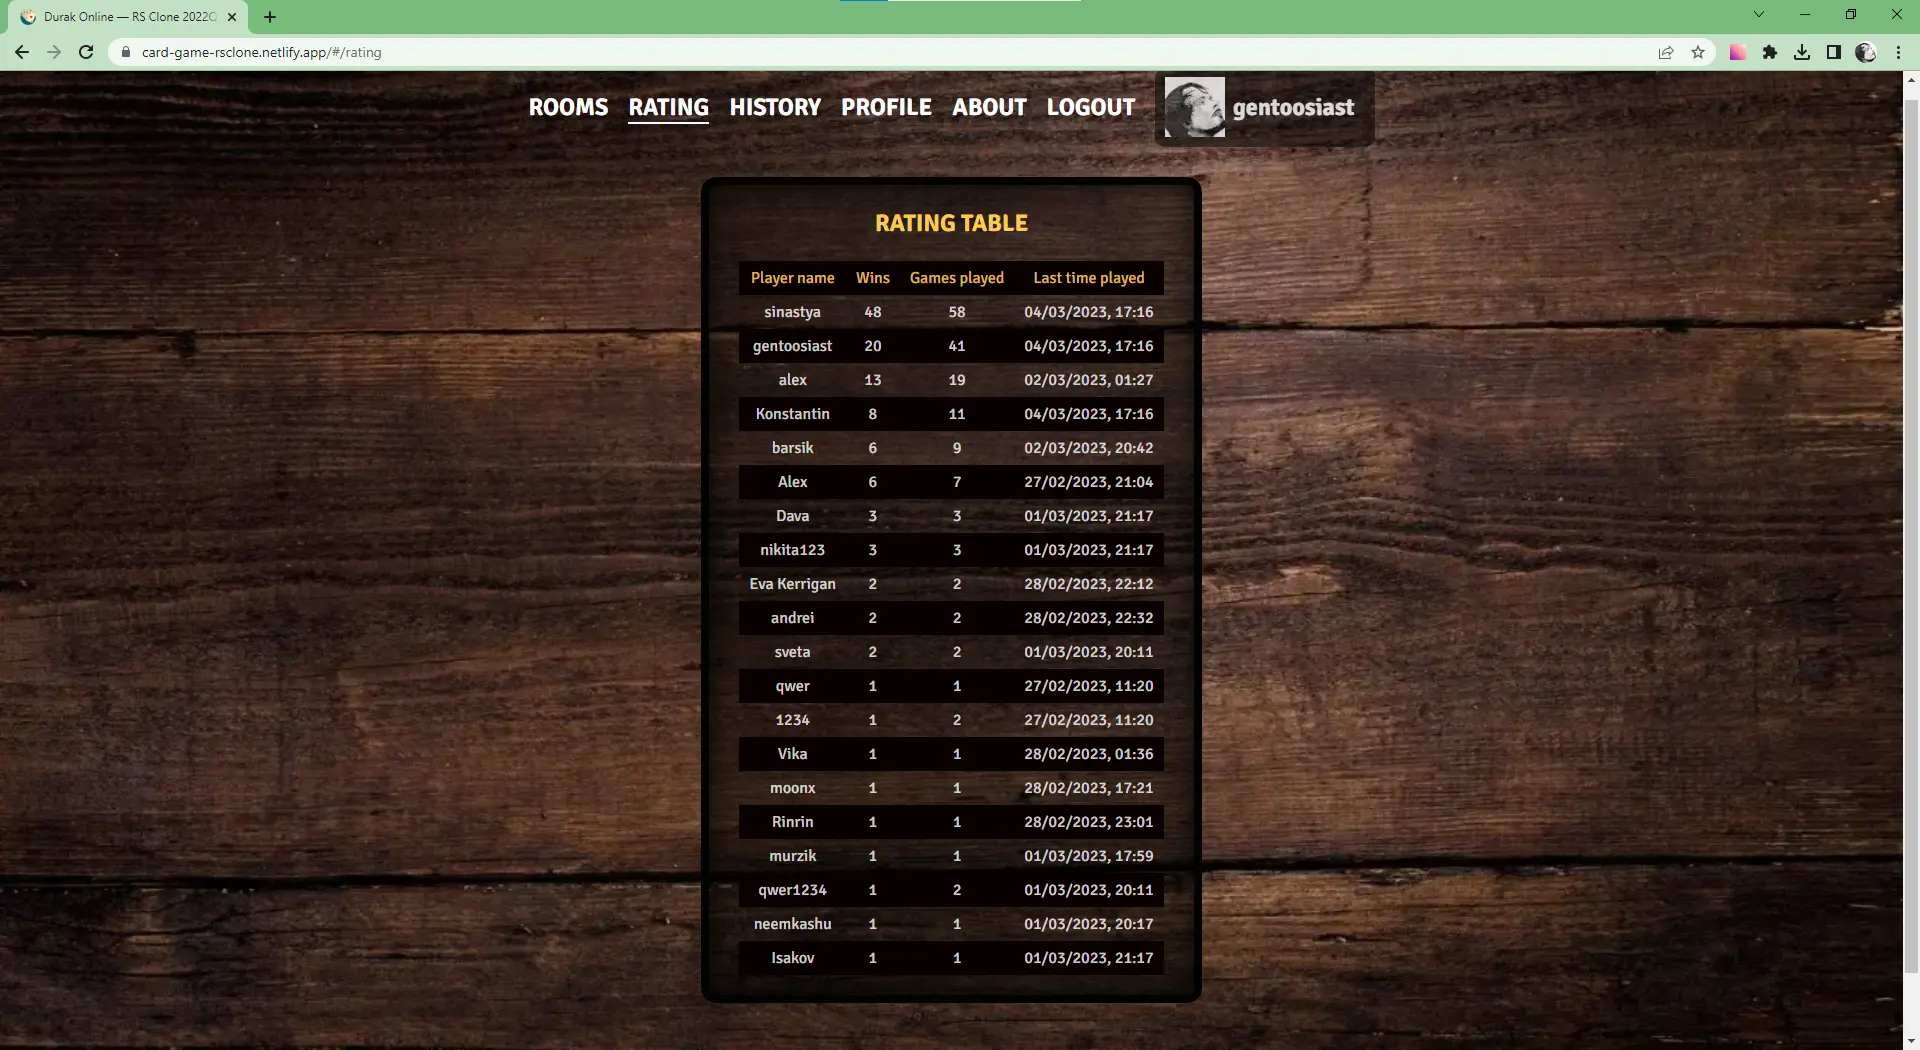 Durak Online — RS Clone 2022Q
card-game-rsclone.netlify.app/#/rating
ROOMS RATING HISTORY PROFILE ABOUT LOGOUT gentoosiast
RATING TABLE
Player name Wins Games played Last time played
sinastya 48 58 04/03/2023, 17:16
gentoosiast 20 41 04/03/2023, 17:16
alex 13 19 02/03/2023, 01:27
Konstantin 8 11 04/03/2023, 17:16
barsik 6 9 02/03/2023, 20:42
Alex 6 7 27/02/2023, 21:04
Dava 3 3 01/03/2023, 21:17
nikita123 3 3 01/03/2023, 21:17
Eva Kerrigan 2 2 28/02/2023, 22:12
andrei 2 2 28/02/2023, 22:32
sveta 2 2 01/03/2023, 20:11
qwer 1 1 27/02/2023, 11:20
1234 1 2 27/02/2023, 11:20
Vika 1 1 28/02/2023, 01:36
moonx 1 1 28/02/2023, 17:21
Rinrin 1 1 28/02/2023, 23:01
murzik 1 1 01/03/2023, 17:59
qwer1234 1 2 01/03/2023, 20:11
neemkashu 1 1 01/03/2023, 20:17
Isakov 1 1 01/03/2023, 21:17